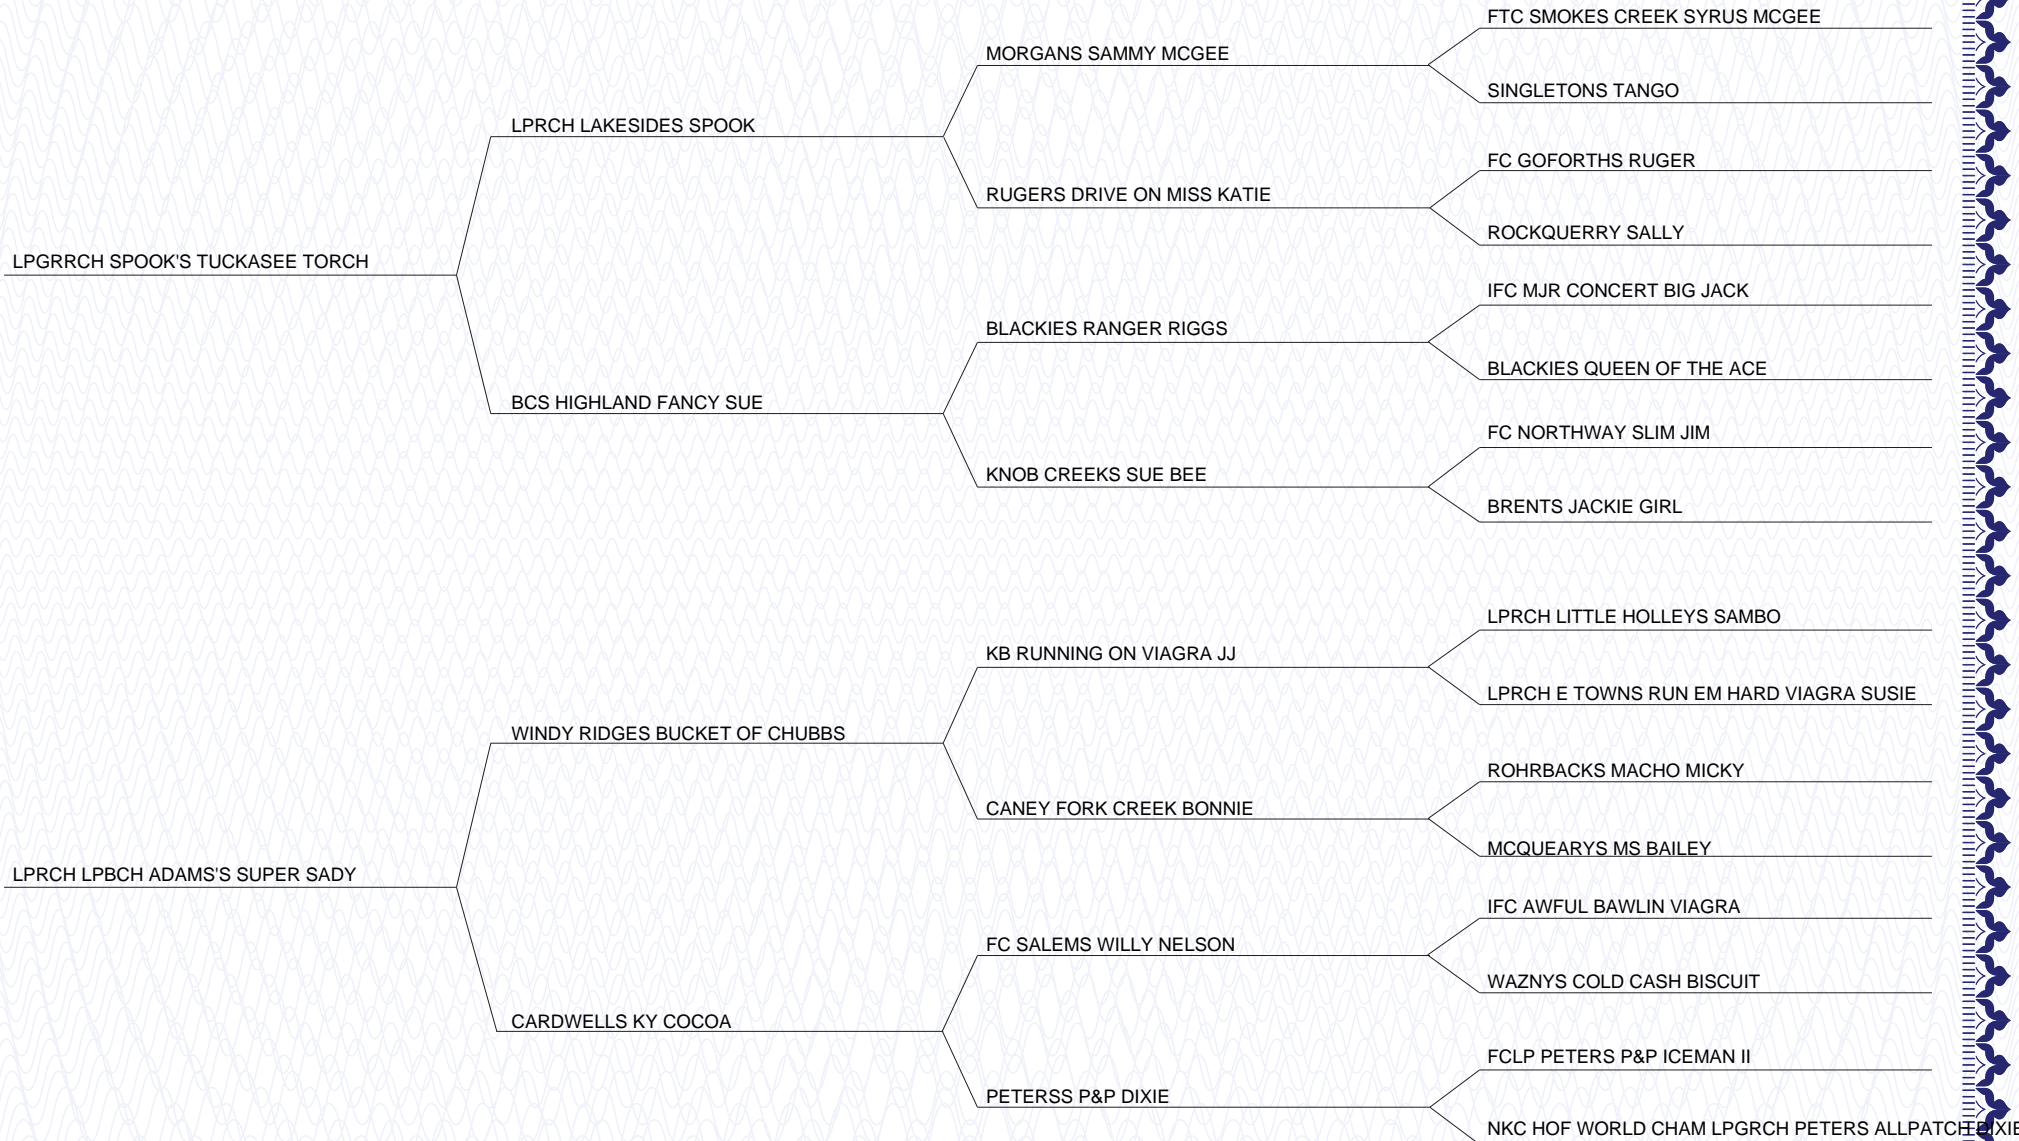 FTC SMOKES CREEK SYRUS MCGEE
MORGANS SAMMY MCGEE
SINGLETONS TANGO
LPRCH LAKESIDES SPOOK
FC GOFORTHS RUGER
RUGERS DRIVE ON MISS KATIE
ROCKQUERRY SALLY
LPGRRCH SPOOK'S TUCKASEE TORCH
IFC MJR CONCERT BIG JACK
BLACKIES RANGER RIGGS
BLACKIES QUEEN OF THE ACE
BCS HIGHLAND FANCY SUE
FC NORTHWAY SLIM JIM
KNOB CREEKS SUE BEE
BRENTS JACKIE GIRL
LPRCH LITTLE HOLLEYS SAMBO
KB RUNNING ON VIAGRA JJ
LPRCH E TOWNS RUN EM HARD VIAGRA SUSIE
WINDY RIDGES BUCKET OF CHUBBS
ROHRBACKS MACHO MICKY
CANEY FORK CREEK BONNIE
MCQUEARYS MS BAILEY
LPRCH LPBCH ADAMS'S SUPER SADY
IFC AWFUL BAWLIN VIAGRA
FC SALEMS WILLY NELSON
WAZNYS COLD CASH BISCUIT
CARDWELLS KY COCOA
FCLP PETERS P&P ICEMAN II
PETERSS P&P DIXIE
NKC HOF WORLD CHAM LPGRCH PETERS ALLPATCH DIXIE